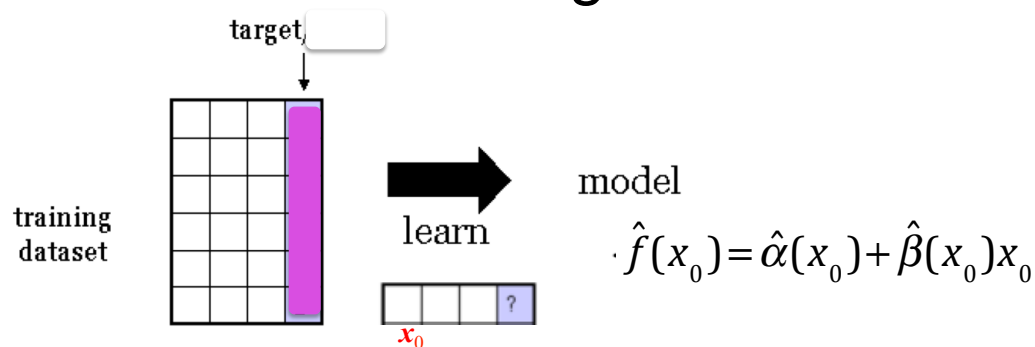 target,
training
dataset
learn
?
x₀
model
f̂(x₀)=α̂(x₀)+β̂(x₀)x₀